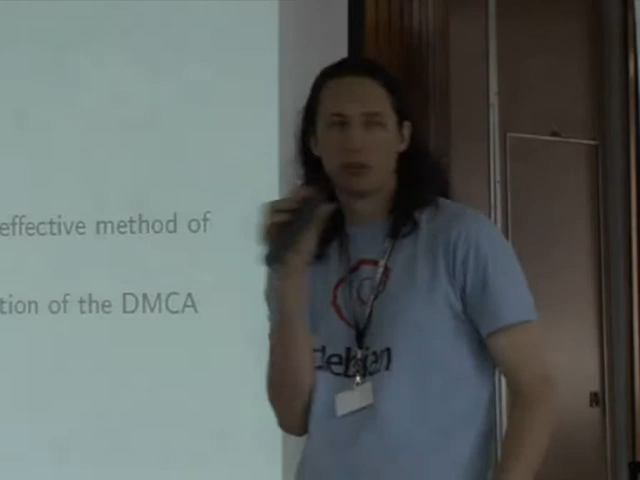 effective method of
tion of the DMCA
debian